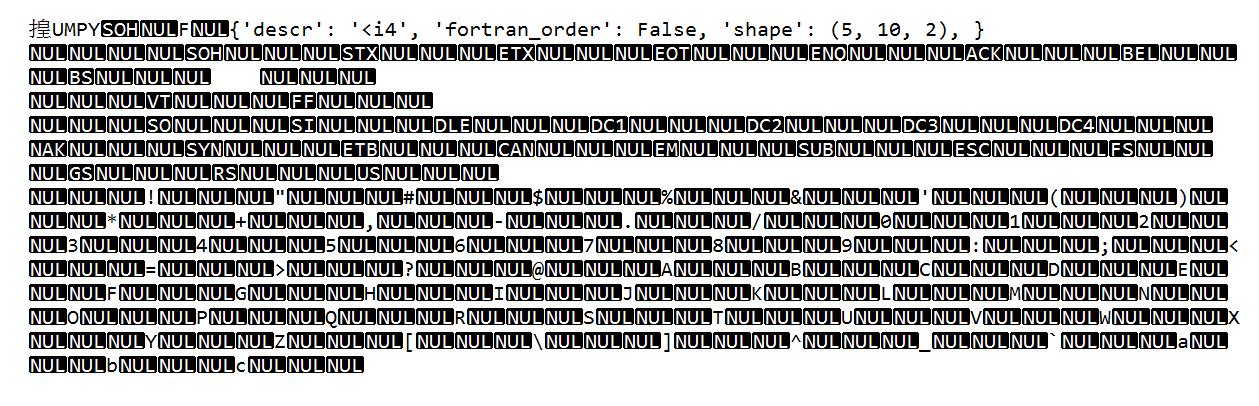 揘UMPYSOHNULFNUL{'descr': '<i4', 'fortran_order': False, 'shape': (5, 10, 2), }
NULNULNULNULSOHNULNULNULSTXNULNULNULETXNULNULNULEOTNULNULNULENQNULNULNULACKNULNULNULBELNULNUL
NULBSNULNULNUL NULNULNUL
NULNULNULVTNULNULNULFFNULNULNUL
NULNULNULSONULNULNULSINULNULNULDLENULNULNULDC1NULNULNULDC2NULNULNULDC3NULNULNULDC4NULNULNUL
NAKNULNULNULSYNNULNULNULETBNULNULNULCANNULNULNULEMNULNULNULSUBNULNULNULESCNULNULNULFSNULNUL
NULGSNULNULNULRSNULNULNULUSNULNULNUL
NULNULNUL!NULNULNUL"NULNULNUL#NULNULNUL$NULNULNUL%NULNULNUL&NULNULNUL'NULNULNUL(NULNULNUL)NUL
NULNUL*NULNULNUL+NULNULNUL,NULNULNUL-NULNULNUL.NULNULNUL/NULNULNUL0NULNULNUL1NULNULNUL2NULNUL
NUL3NULNULNUL4NULNULNUL5NULNULNUL6NULNULNUL7NULNULNUL8NULNULNUL9NULNULNUL:NULNULNUL;NULNULNUL<
NULNULNUL=NULNULNUL>NULNULNUL?NULNULNUL@NULNULNULANULNULNULBNULNULNULCNULNULNULDNULNULNULENUL
NULNULFNULNULNULGNULNULNULHNULNULNULINULNULNULJNULNULNULKNULNULNULLNULNULNULMNULNULNULNNULNUL
NULONULNULNULPNULNULNULQNULNULNULRNULNULNULSNULNULNULTNULNULNULUNULNULNULVNULNULNULWNULNULNULX
NULNULNULYNULNULNULZNULNULNUL[NULNULNUL\NULNULNUL]NULNULNUL^NULNULNUL_NULNULNUL`NULNULNULaNUL
NULNULbNULNULNULcNULNULNUL